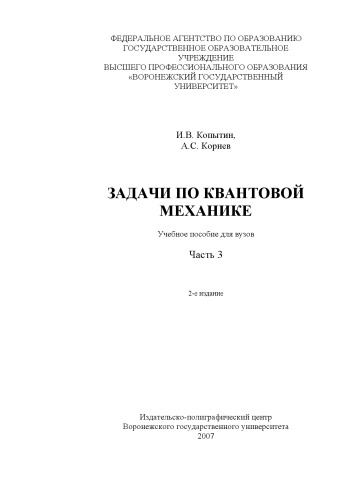 ФЕДЕРАЛЬНОЕ АГЕНТСТВО ПО ОБРАЗОВАНИЮ
ГОСУДАРСТВЕННОЕ ОБРАЗОВАТЕЛЬНОЕ
УЧРЕЖДЕНИЕ
ВЫСШЕГО ПРОФЕССИОНАЛЬНОГО ОБРАЗОВАНИЯ
«ВОРОНЕЖСКИЙ ГОСУДАРСТВЕННЫЙ
УНИВЕРСИТЕТ»
И.В. Копытин,
А.С. Корнев
ЗАДАЧИ ПО КВАНТОВОЙ
МЕХАНИКЕ
Учебное пособие для вузов
Часть 3
2-е издание
Издательско-полиграфический центр
Воронежского государственного университета
2007